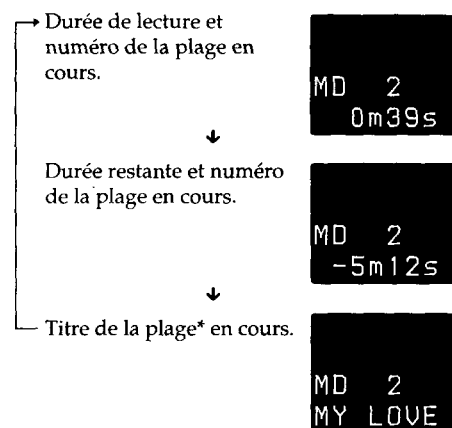 Durée de lecture et
numéro de la plage en
cours.
MD 2
0m39s
Durée restante et numéro
de la plage en cours.
MD 2
-5m12s
Titre de la plage* en cours.
MD 2
MY LOVE